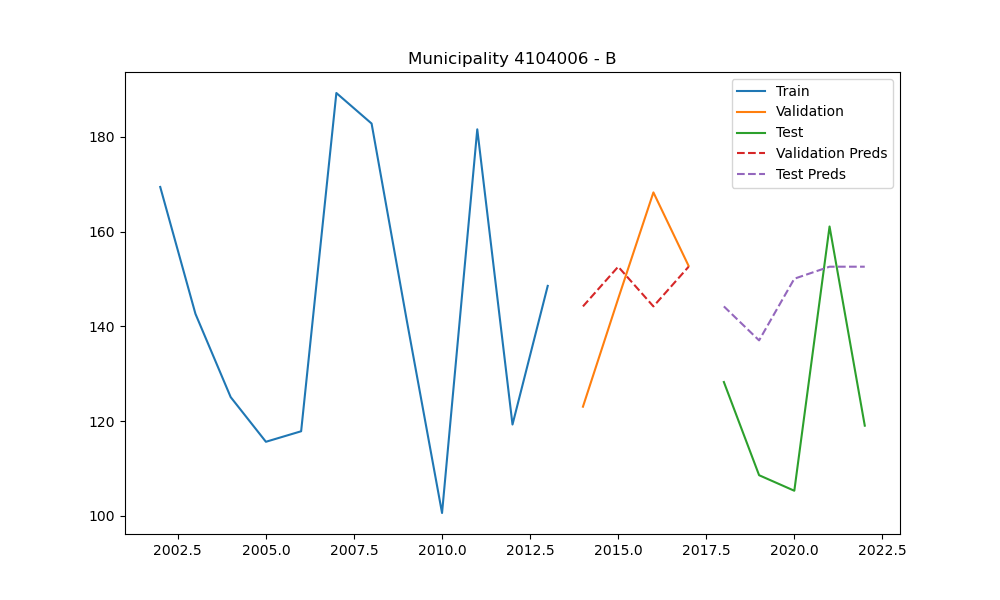 Municipality 4104006 - B
Train
Validation
Test
Validation Preds
Test Preds
180
160
140
120
100
2002.5 2005.0 2007.5 2010.0 2012.5 2015.0 2017.5 2020.0 2022.5